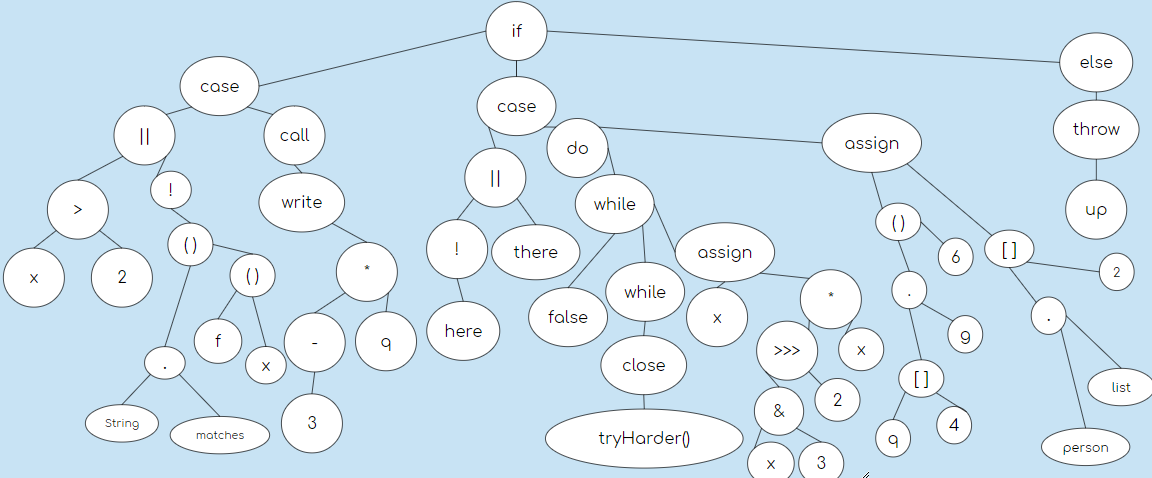 if
case
case
else
||
call
do
assign
throw
>
!
write
||
while
up
x
2
()
()
*
!
there
assign
()
6
[]
2
f
x
-
q
here
false
while
x
*
.
g
.
.
3
close
>>>
x
[]
list
String
matches
tryHarder()
&
2
q
4
person
x
3